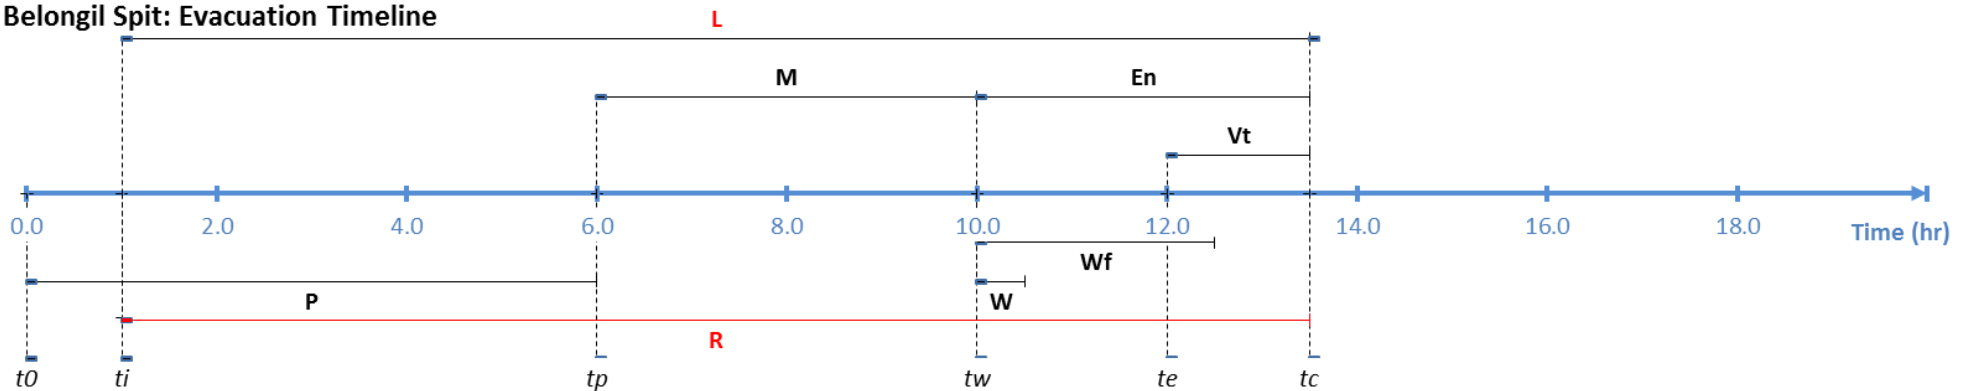 Belongil Spit: Evacuation Timeline
L
M
En
Vt
0.0 2.0 4.0 6.0 8.0 10.0 12.0 14.0 16.0 18.0 Time (hr)
Wf
P
W
R
t0 ti tp tw te tc